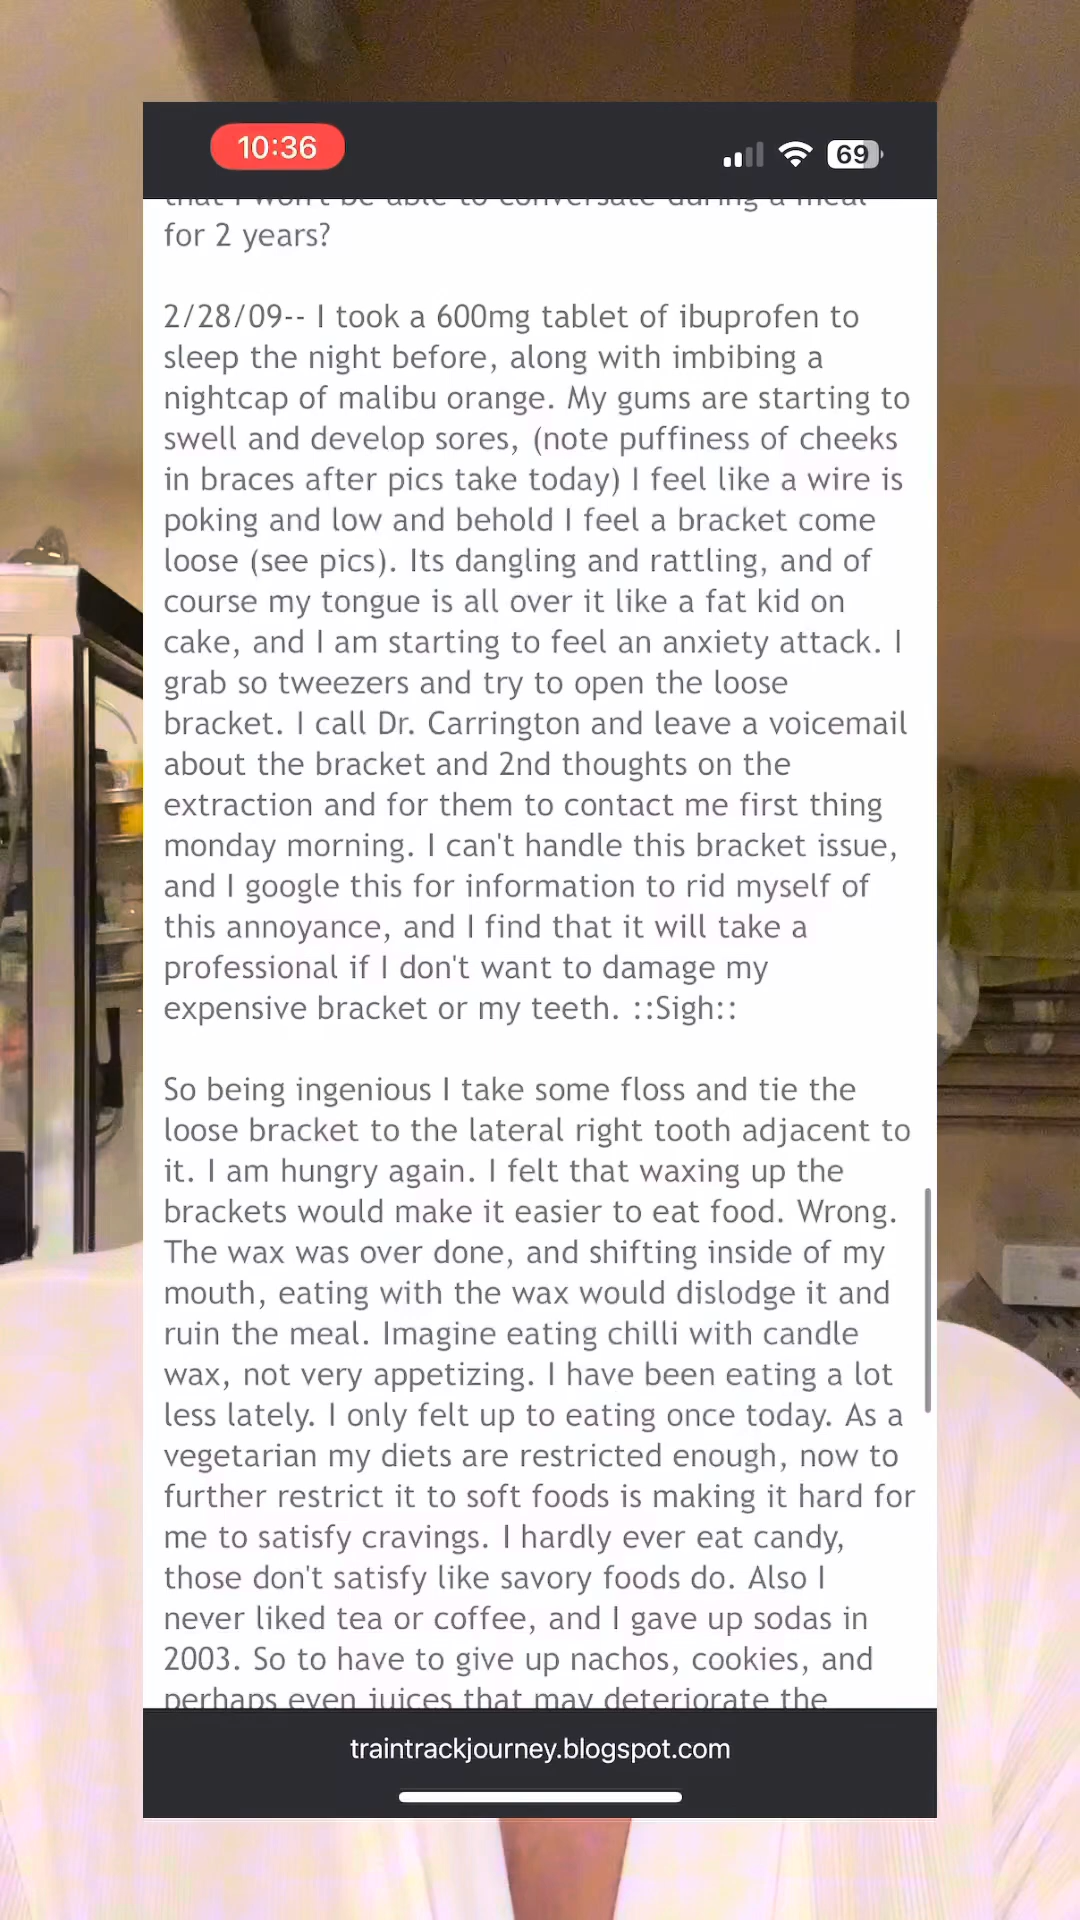 10:36
69
that I won't be able to conversate during a meal
for 2 years?
2/28/09-- I took a 600mg tablet of ibuprofen to
sleep the night before, along with imbibing a
nightcap of malibu orange. My gums are starting to
swell and develop sores, (note puffiness of cheeks
in braces after pics take today) I feel like a wire is
poking and low and behold I feel a bracket come
loose (see pics). Its dangling and rattling, and of
course my tongue is all over it like a fat kid on
cake, and I am starting to feel an anxiety attack. I
grab so tweezers and try to open the loose
bracket. I call Dr. Carrington and leave a voicemail
about the bracket and 2nd thoughts on the
extraction and for them to contact me first thing
monday morning. I can't handle this bracket issue,
and I google this for information to rid myself of
this annoyance, and I find that it will take a
professional if I don't want to damage my
expensive bracket or my teeth. ::Sigh::
So being ingenious I take some floss and tie the
loose bracket to the lateral right tooth adjacent to
it. I am hungry again. I felt that waxing up the
brackets would make it easier to eat food. Wrong.
The wax was over done, and shifting inside of my
mouth, eating with the wax would dislodge it and
ruin the meal. Imagine eating chilli with candle
wax, not very appetizing. I have been eating a lot
less lately. I only felt up to eating once today. As a
vegetarian my diets are restricted enough, now to
further restrict it to soft foods is making it hard for
me to satisfy cravings. I hardly ever eat candy,
those don't satisfy like savory foods do. Also I
never liked tea or coffee, and I gave up sodas in
2003. So to have to give up nachos, cookies, and
perhaps even juices that may deteriorate the
traintrackjourney.blogspot.com